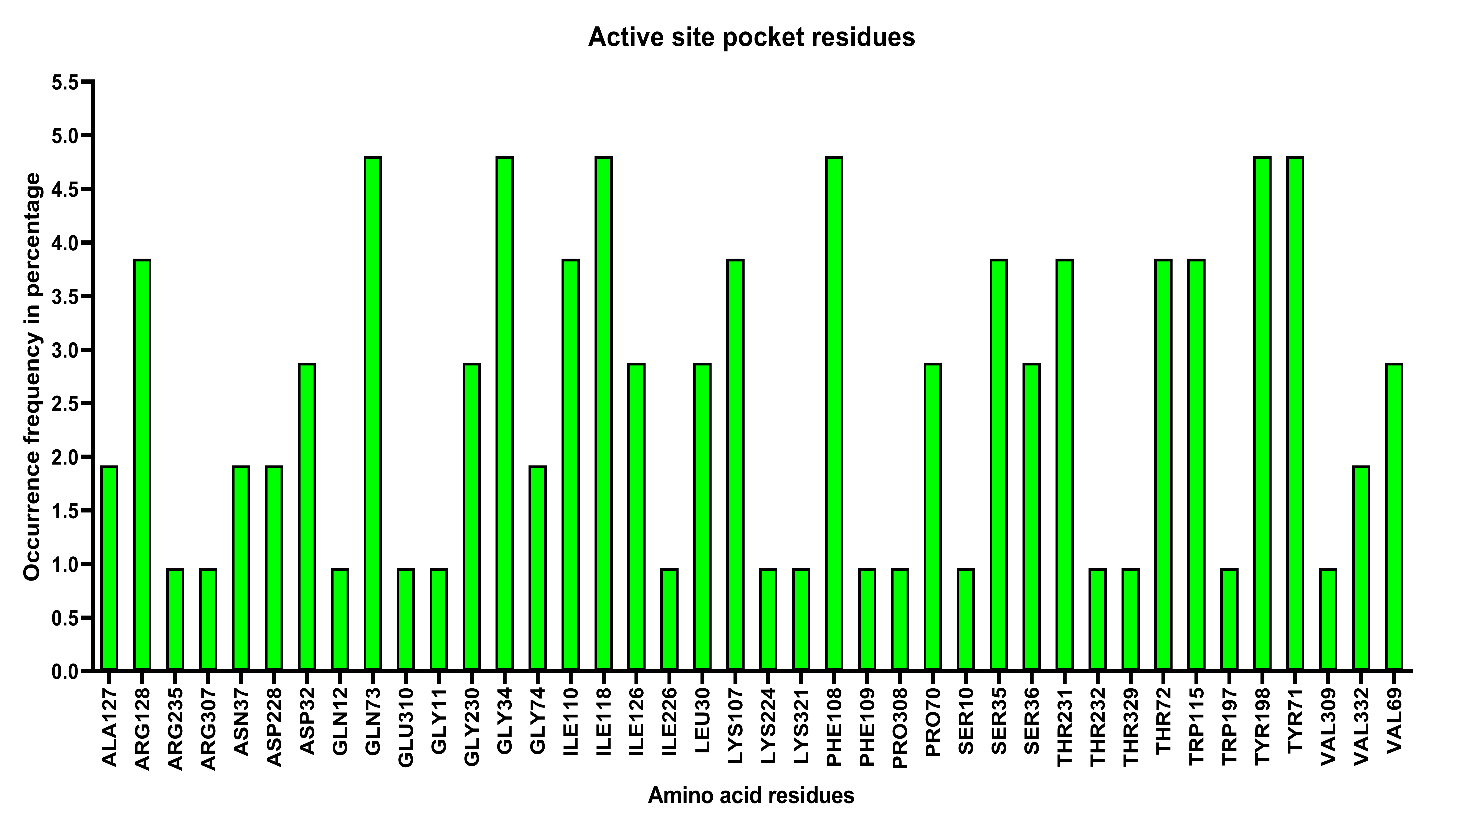 Active site pocket residues
5.5
5.0
4.5
4.0
3.5
3.0
2.5
2.0
1.5
1.0
0.5
0.0
Occurrence frequency in percentage
ALA127
ARG128
ARG235
ARG307
ASN37
ASP228
ASP32
GLN12
GLN73
GLU310
GLY11
GLY230
GLY34
GLY74
ILE110
ILE118
ILE126
ILE226
LEU30
LYS107
LYS224
LYS321
PHE108
PHE109
PRO308
PRO70
SER10
SER35
SER36
THR231
THR232
THR329
THR72
TRP115
TRP197
TYR198
TYR71
VAL309
VAL332
VAL69
Amino acid residues